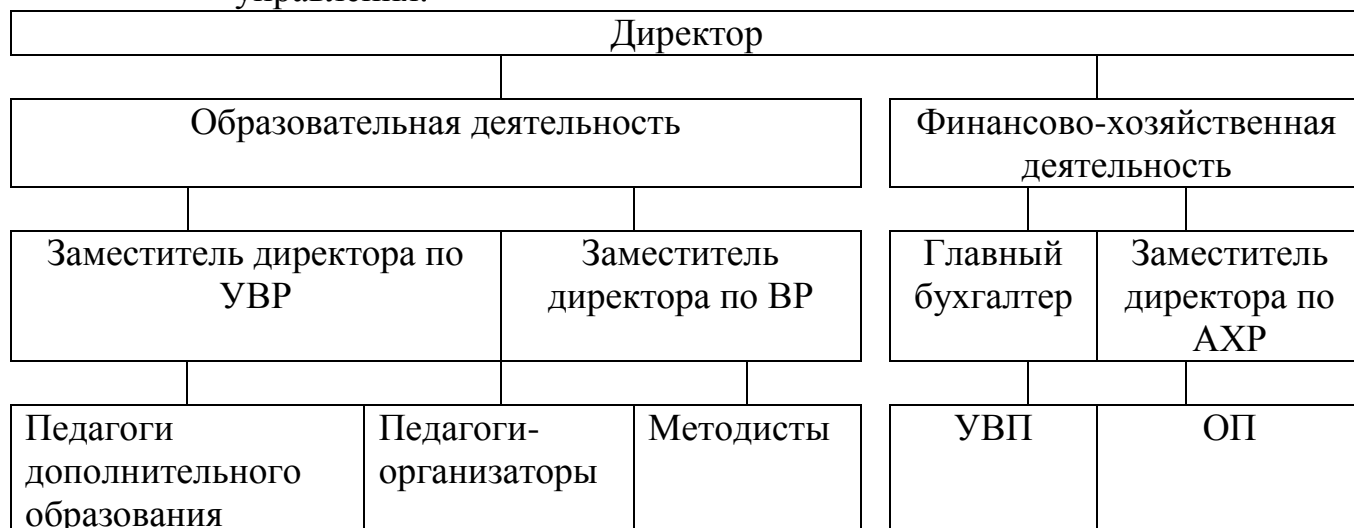 управления.
Директор
Образовательная деятельность
Финансово-хозяйственная
деятельность
Заместитель директора по
УВР
Заместитель
директора по ВР
Главный
бухгалтер
Заместитель
директора по
АХР
Педагоги
дополнительного
образования
Педагоги-
организаторы
Методисты
УВП
ОП